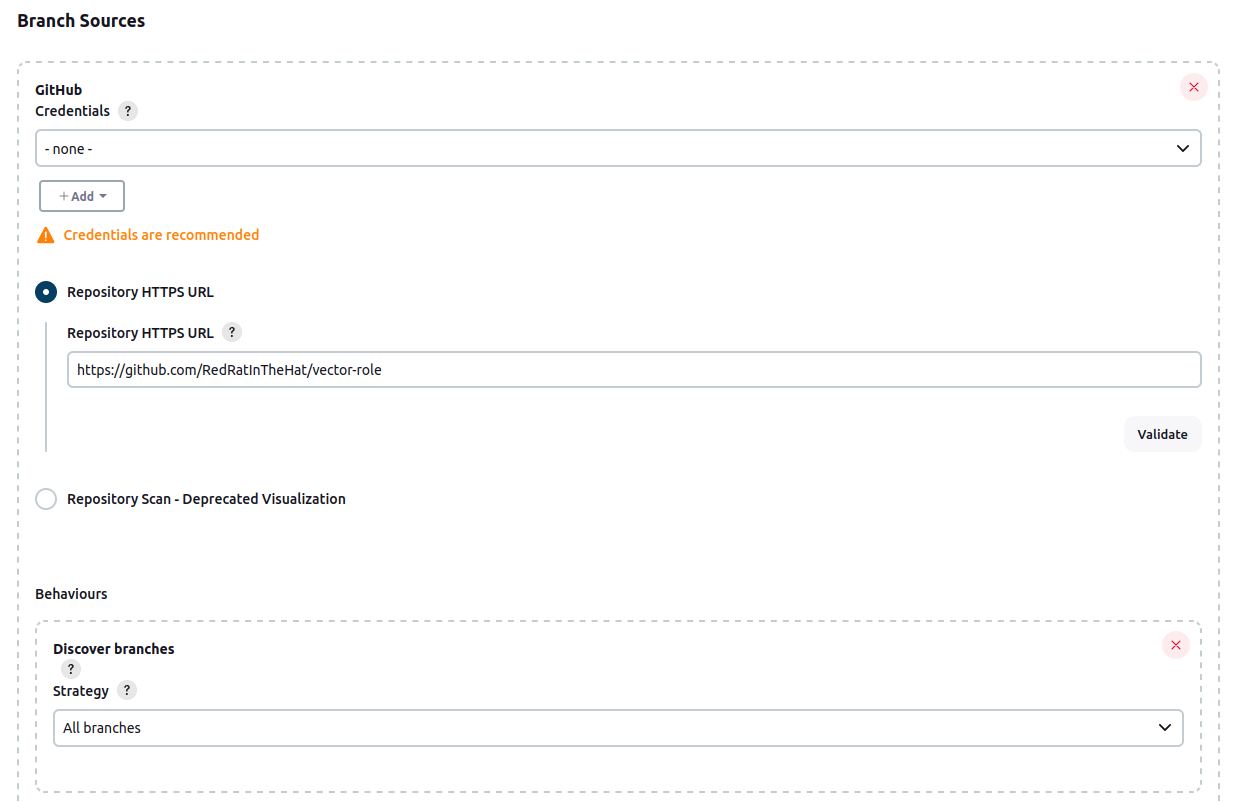 Branch Sources
GitHub
Credentials ?
- none -
+ Add
Credentials are recommended
Repository HTTPS URL
Repository HTTPS URL ?
https://github.com/RedRatInTheHat/vector-role
Validate
Repository Scan - Deprecated Visualization
Behaviours
Discover branches
?
Strategy ?
All branches